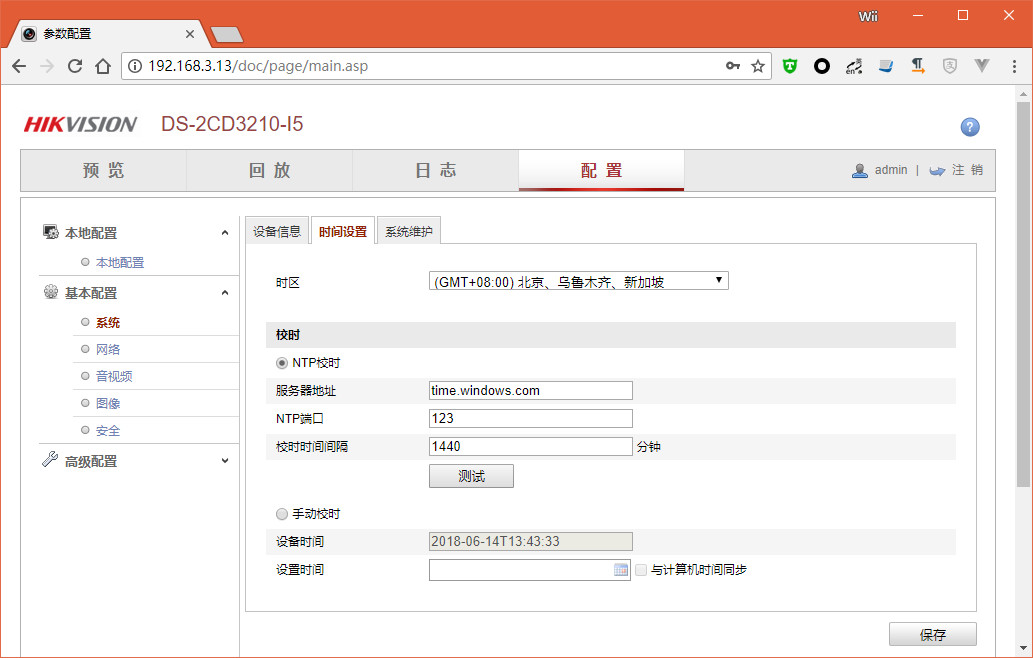 Wii
参数配置
192.168.3.13/doc/page/main.asp
HIKVISION DS-2CD3210-I5
预览 回放 日志 配置 admin | 注销
设备信息 时间设置 系统维护
本地配置
本地配置
基本配置
系统
网络
音视频
图像
安全
高级配置
时区 (GMT+08:00) 北京、乌鲁木齐、新加坡
校时
NTP校时
服务器地址 time.windows.com
NTP端口 123
校时时间间隔 1440 分钟
测试
手动校时
设备时间 2018-06-14T13:43:33
设置时间 与计算机时间同步
保存